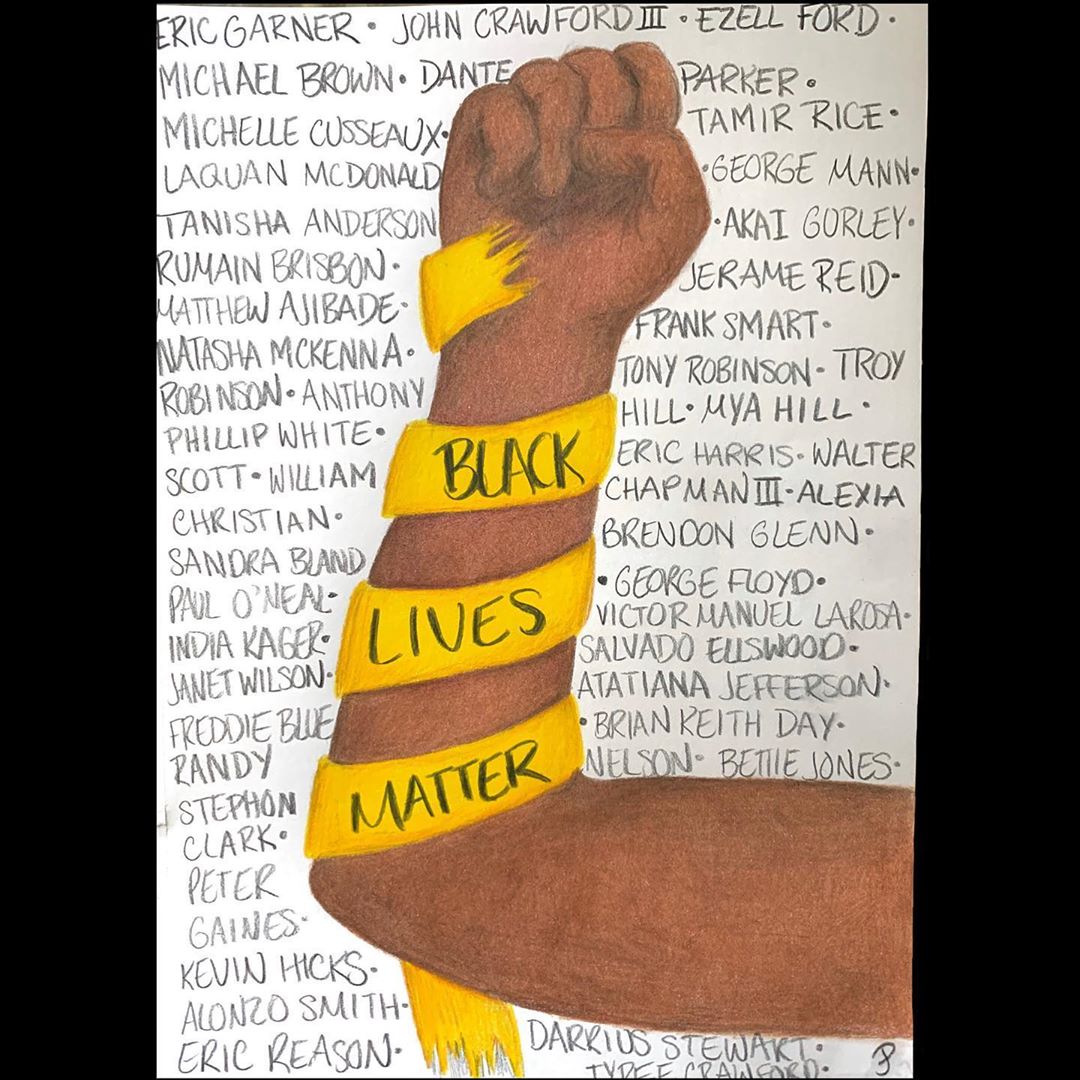 ERIC GARNER • JOHN CRAWFORD III • EZELL FORD •
MICHAEL BROWN • DANTE PARKER •
MICHELLE CUSSEAUX • TAMIR RICE •
LAQUAN MCDONALD • GEORGE MANN •
TANISHA ANDERSON • AKAI GURLEY •
RUMAIN BRISBON • JERAME REID •
MATTHEW AJIBADE • FRANK SMART •
NATASHA MCKENNA • TONY ROBINSON • TROY
ROBINSON • ANTHONY HILL • MYA HILL •
PHILLIP WHITE • ERIC HARRIS • WALTER
SCOTT • WILLIAM CHAPMAN III • ALEXIA
CHRISTIAN • BRENDON GLENN •
SANDRA BLAND • GEORGE FLOYD •
PAUL O'NEAL • VICTOR MANUEL LAROSA •
INDIA KAGER • SALVADO ELLSWOOD •
JANET WILSON • ATATIANA JEFFERSON •
FREDDIE BLUE • BRIAN KEITH DAY •
RANDY NELSON • BETTIE JONES •
STEPHON
CLARK •
PETER
GAINES •
KEVIN HICKS •
ALONZO SMITH •
ERIC REASON • DARRIUS STEWART •
TYREE CRAWFORD •
BLACK
LIVES
MATTER